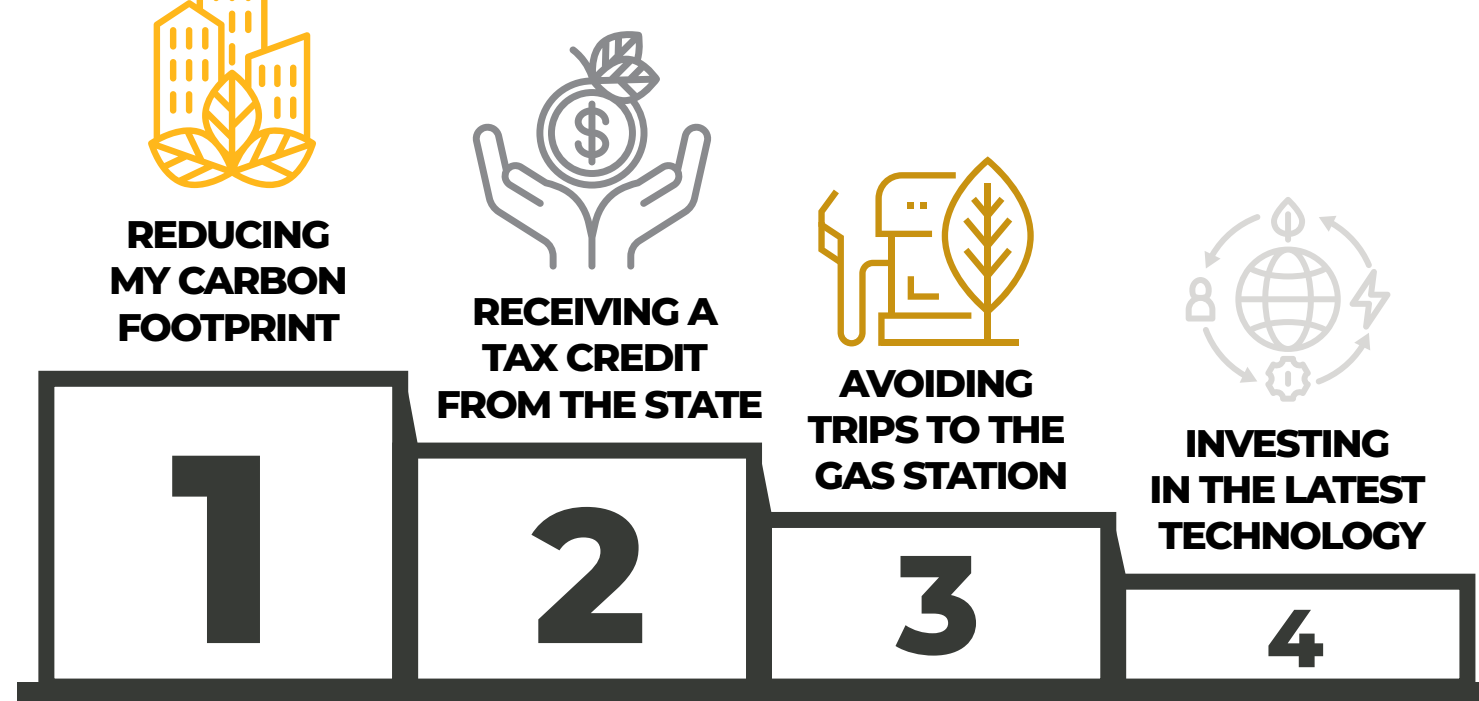 REDUCING
MY CARBON
FOOTPRINT
RECEIVING A
TAX CREDIT
FROM THE STATE
AVOIDING
TRIPS TO THE
GAS STATION
INVESTING
IN THE LATEST
TECHNOLOGY
$
1
2
3
4